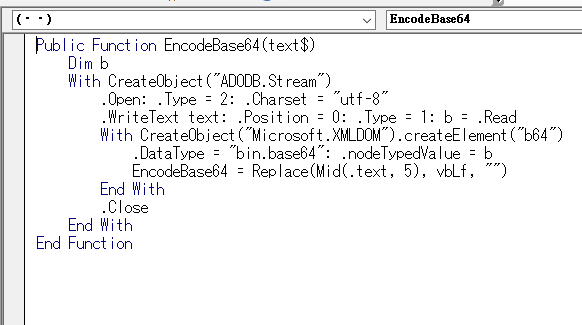 (- -)
EncodeBase64
Public Function EncodeBase64(text$)
    Dim b
    With CreateObject("ADODB.Stream")
        .Open: .Type = 2: .Charset = "utf-8"
        .WriteText text: .Position = 0: .Type = 1: b = .Read
        With CreateObject("Microsoft.XMLDOM").createElement("b64")
            .DataType = "bin.base64": .nodeTypedValue = b
            EncodeBase64 = Replace(Mid(.text, 5), vbLf, "")
        End With
        .Close
    End With
End Function